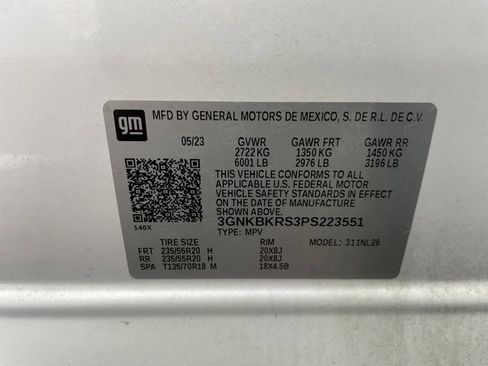 gm
MFD BY GENERAL MOTORS DE MEXICO, S. DE R.L. DE C.V.
05/23 GVWR GAWR FRT GAWR RR
2722 KG 1350 KG 1450 KG
6001 LB 2976 LB 3196 LB
THIS VEHICLE CONFORMS TO ALL
APPLICABLE U.S. FEDERAL MOTOR
VEHICLE SAFETY STANDARDS IN EFFECT
ON THE DATE OF MANUFACTURE
SHOWN ABOVE.
3GNKBKRS3PS223551
140X
TYPE: MPV
TIRE SIZE RIM MODEL: 311NL26
FRT 235/55R20 H 20X8J
RR 235/55R20 H 20X8J
SPA T135/70R18 M 18X4.5B